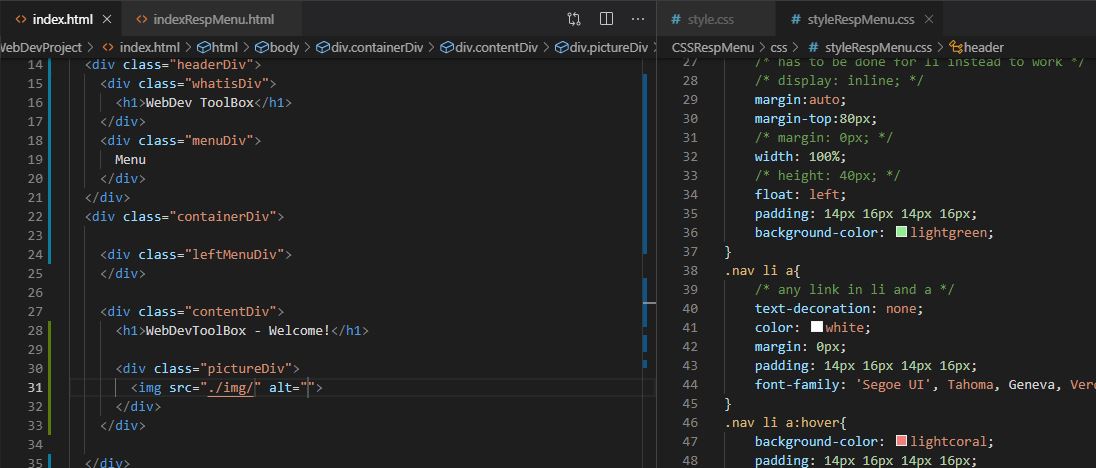 index.html
indexRespMenu.html
WebDevProject > index.html > html > body > div.containerDiv > div.contentDiv > div.pictureDiv >
14 <div class="headerDiv">
15 <div class="whatisDiv">
16 <h1>WebDev ToolBox</h1>
17 </div>
18 <div class="menuDiv">
19 Menu
20 </div>
21 </div>
22 <div class="containerDiv">
23
24 <div class="leftMenuDiv">
25 </div>
26
27 <div class="contentDiv">
28 <h1>WebDevToolBox - Welcome!</h1>
29
30 <div class="pictureDiv">
31 <img src="./img/" alt="">
32 </div>
33 </div>
34
35 </div>
style.css
styleRespMenu.css
CSSRespMenu > css > styleRespMenu.css > header
27 /* has to be done for li instead to work */
28 /* display: inline; */
29 margin:auto;
30 margin-top:80px;
31 /* margin: 0px; */
32 width: 100%;
33 /* height: 40px; */
34 float: left;
35 padding: 14px 16px 14px 16px;
36 background-color: lightgreen;
37 }
38 .nav li a{
39 /* any link in li and a */
40 text-decoration: none;
41 color: white;
42 margin: 0px;
43 padding: 14px 16px 14px 16px;
44 font-family: 'Segoe UI', Tahoma, Geneva, Verd
45 }
46 .nav li a:hover{
47 background-color: lightcoral;
48 padding: 14px 16px 14px 16px;